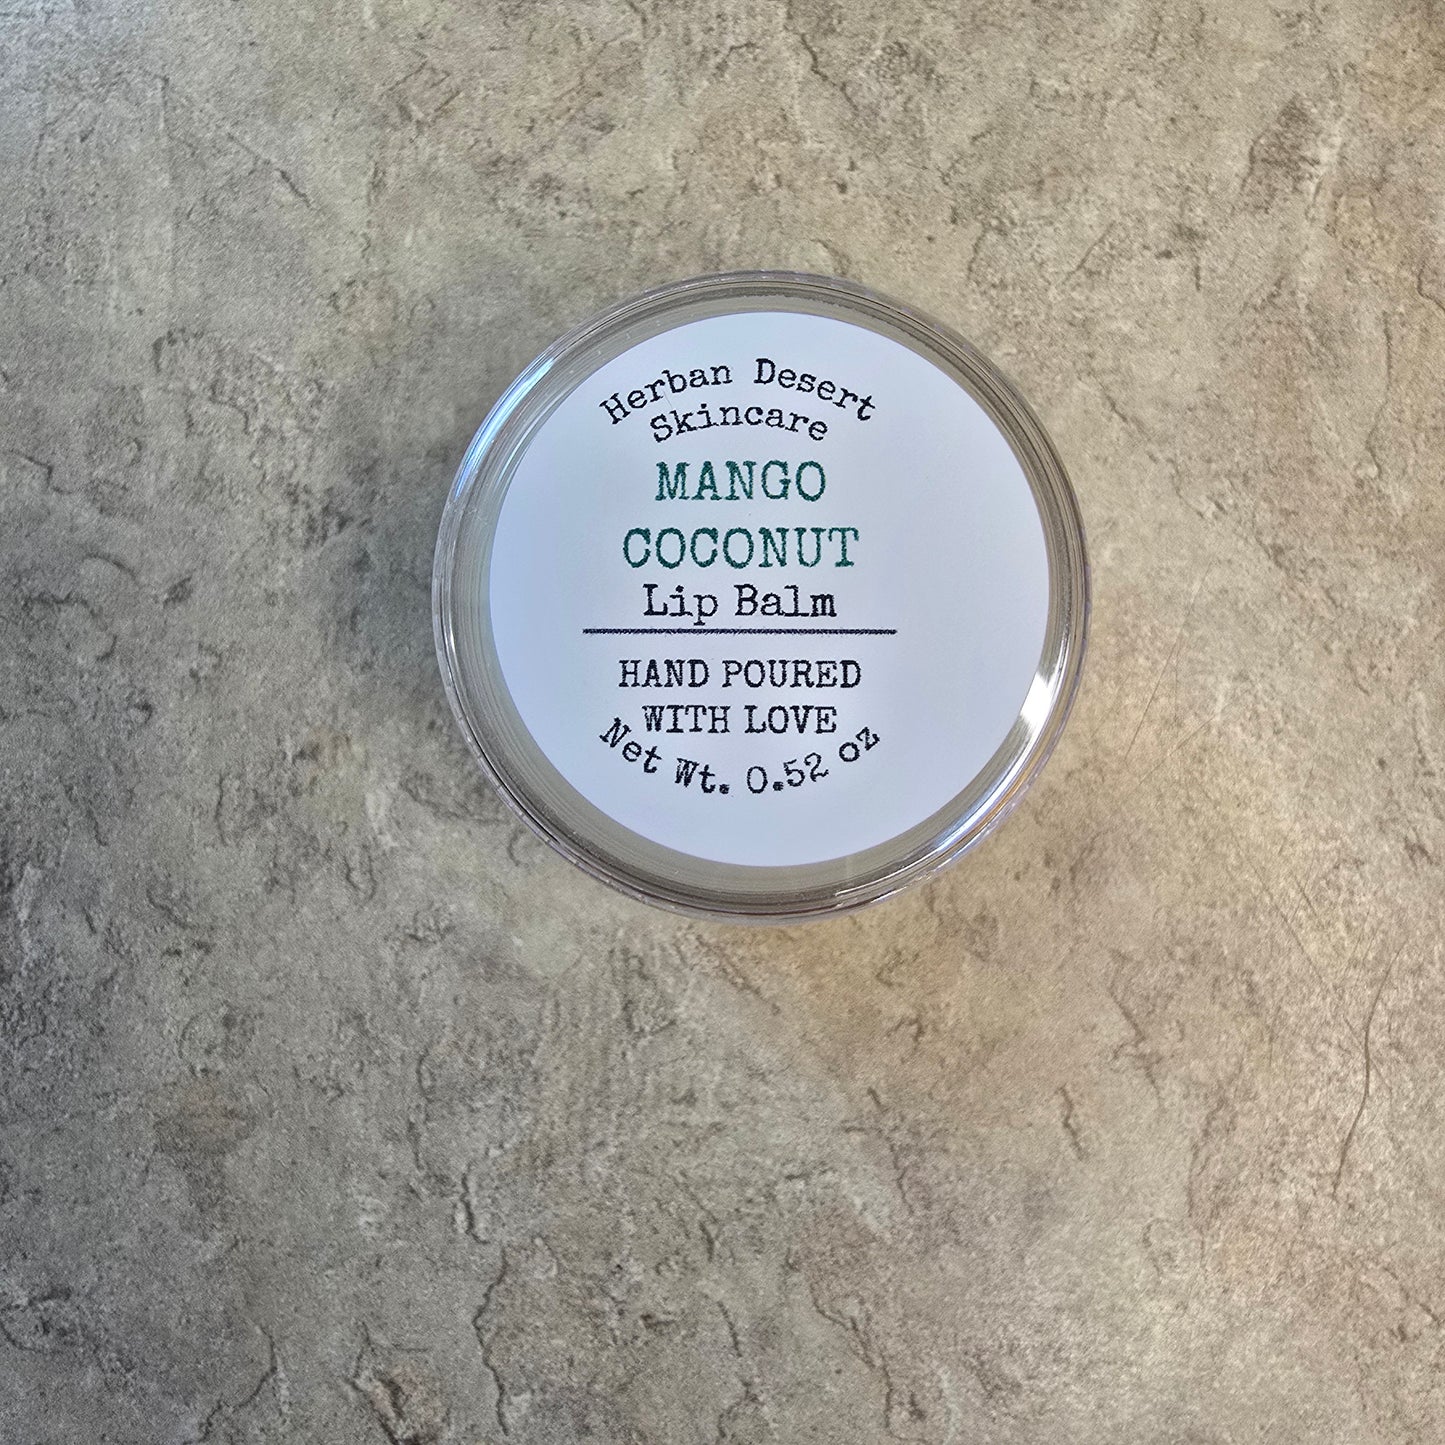 Herban Desert
Skincare
MANGO
COCONUT
Lip Balm
HAND POURED
WITH LOVE
Net Wt. 0.52 oz